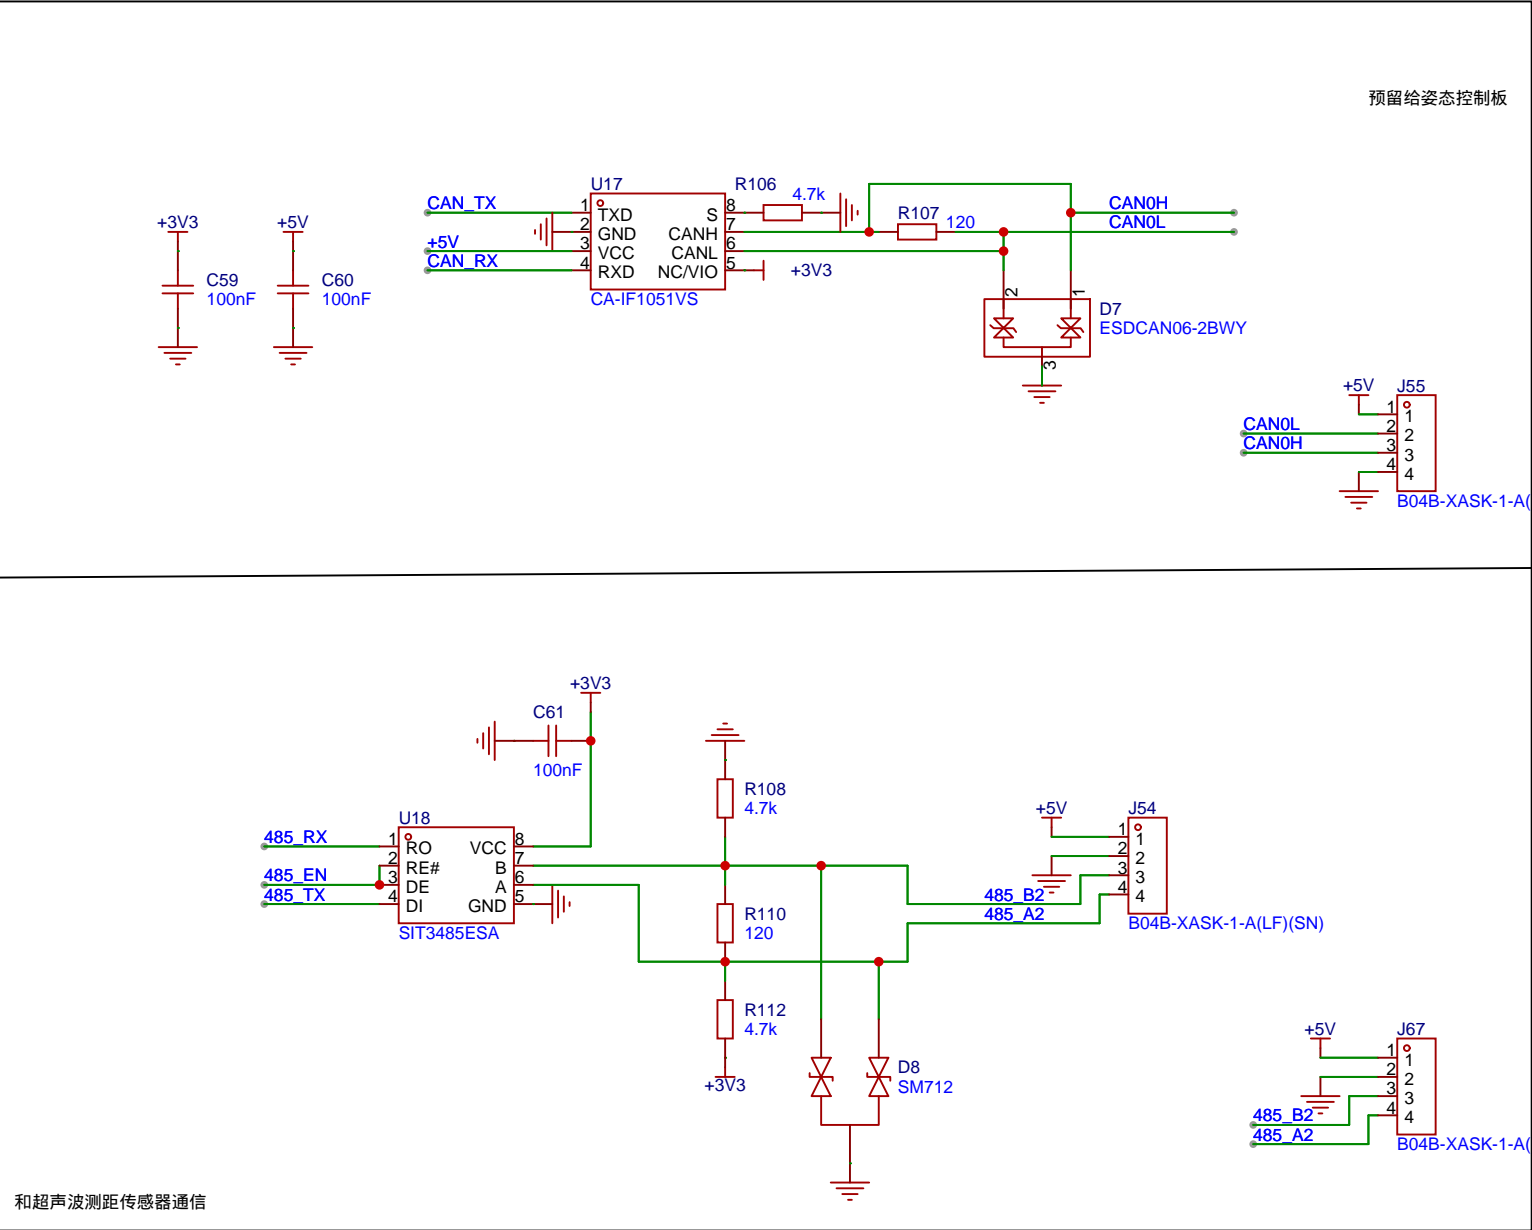 预留给姿态控制板
U17
R106
4.7k
CAN_TX
1
TXD
S
8
R107
120
CAN0H
CAN0L
+3V3
+5V
2
GND
CANH
7
+5V
3
VCC
CANL
6
CAN_RX
4
RXD
NC/VIO
5
+3V3
CA-IF1051VS
C59
100nF
C60
100nF
2
1
D7
ESDCAN06-2BWY
3
+5V
J55
1
1
CAN0L
2
2
CAN0H
3
3
4
4
B04B-XASK-1-A(
+3V3
C61
100nF
R108
4.7k
U18
485_RX
1
RO
VCC
8
2
RE#
B
7
485_EN
3
DE
A
6
485_TX
4
DI
GND
5
SIT3485ESA
R110
120
R112
4.7k
+3V3
D8
SM712
+5V
J54
1
1
2
2
3
3
4
4
485_B2
485_A2
B04B-XASK-1-A(LF)(SN)
+5V
J67
1
1
2
2
3
3
4
4
485_B2
485_A2
B04B-XASK-1-A(
和超声波测距传感器通信